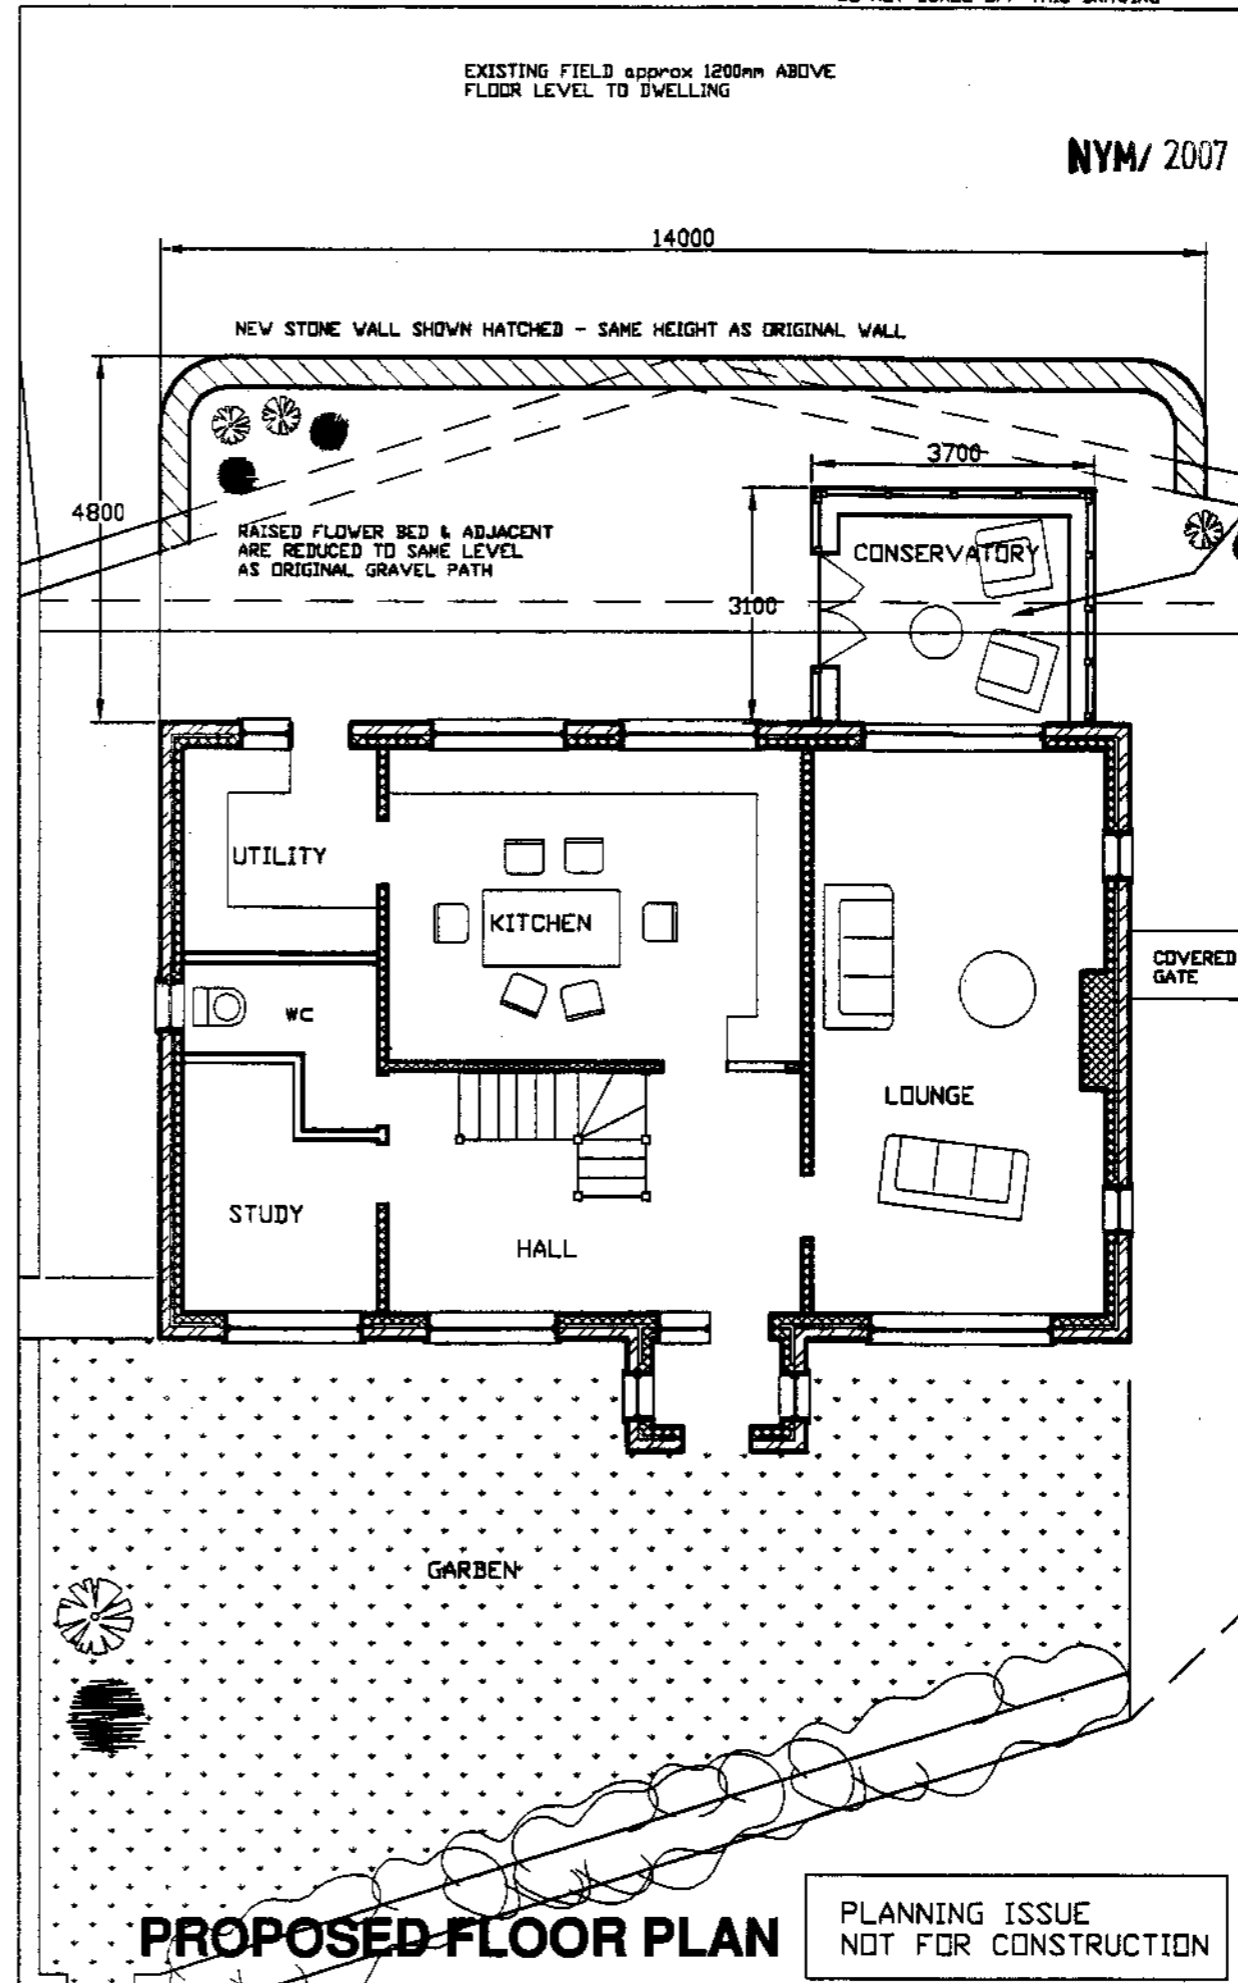 EXISTING FIELD approx 1200mm ABOVE
FLOOR LEVEL TO DWELLING
NYM/ 2007
14000
NEW STONE WALL SHOWN HATCHED - SAME HEIGHT AS ORIGINAL WALL
3700
4800
RAISED FLOWER BED & ADJACENT
ARE REDUCED TO SAME LEVEL
AS ORIGINAL GRAVEL PATH
CONSERVATORY
3100
UTILITY
KITCHEN
COVERED
GATE
WC
LOUNGE
STUDY
HALL
GARDEN
PROPOSED FLOOR PLAN
PLANNING ISSUE
NOT FOR CONSTRUCTION